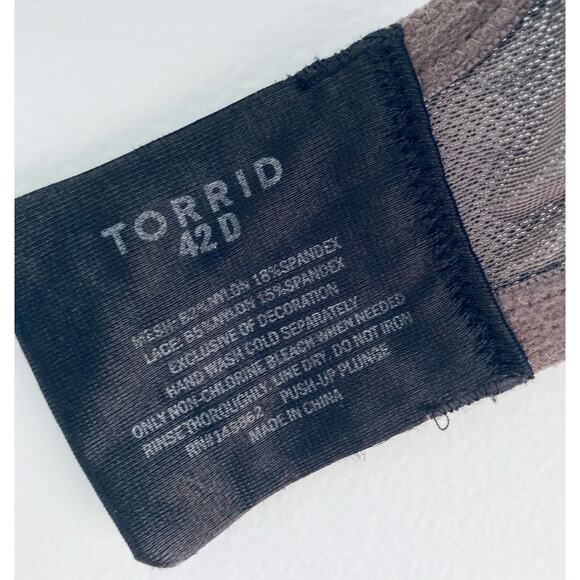 TORRID
42 D
MESH: 82%NYLON 18%SPANDEX
LACE: 85%NYLON 15%SPANDEX
EXCLUSIVE OF DECORATION
HAND WASH COLD SEPARATELY
ONLY NON-CHLORINE BLEACH WHEN NEEDED
RINSE THOROUGHLY, LINE DRY. DO NOT IRON
RN#148862 PUSH-UP PLUNGE
MADE IN CHINA